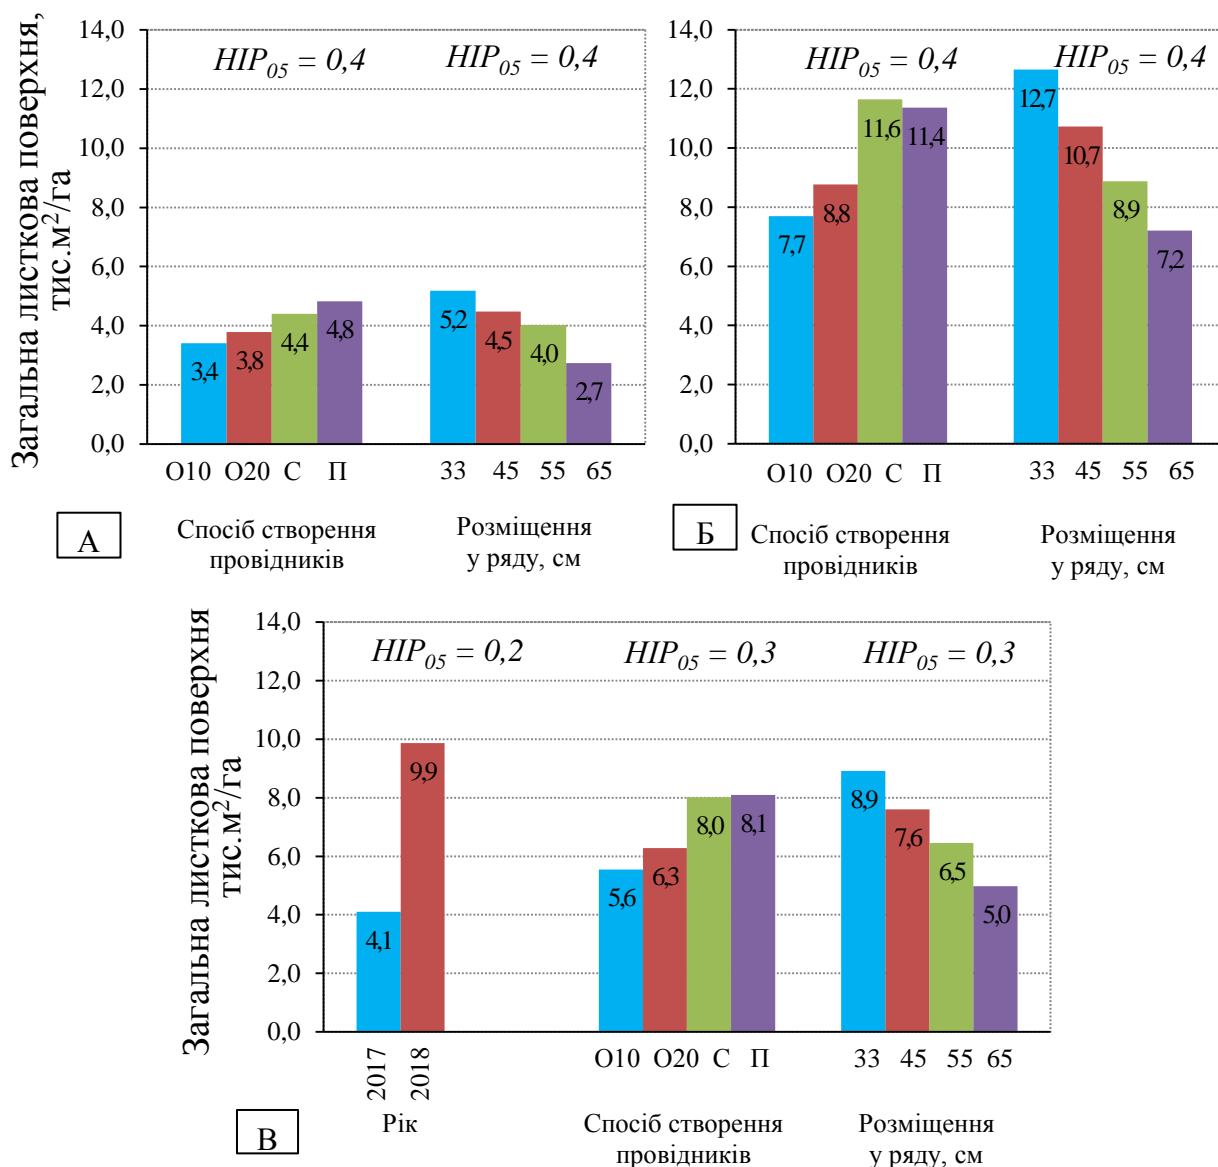 Загальна листкова поверхня,
тис.м²/га
14,0
12,0
10,0
8,0
6,0
4,0
2,0
0,0
НІР₀₅ = 0,4
НІР₀₅ = 0,4
3,4
3,8
4,4
4,8
5,2
4,5
4,0
2,7
О10 О20 С П
33 45 55 65
А
Спосіб створення
провідників
Розміщення
у ряду, см
14,0
12,0
10,0
8,0
6,0
4,0
2,0
0,0
НІР₀₅ = 0,4
НІР₀₅ = 0,4
7,7
8,8
11,6
11,4
12,7
10,7
8,9
7,2
О10 О20 С П
33 45 55 65
Б
Спосіб створення
провідників
Розміщення
у ряду, см
Загальна листкова поверхня
тис.м²/га
14,0
12,0
10,0
8,0
6,0
4,0
2,0
0,0
НІР₀₅ = 0,2
НІР₀₅ = 0,3
НІР₀₅ = 0,3
4,1
9,9
5,6
6,3
8,0
8,1
8,9
7,6
6,5
5,0
2017
2018
О10 О20 С П
33 45 55 65
В
Рік
Спосіб створення
провідників
Розміщення
у ряду, см